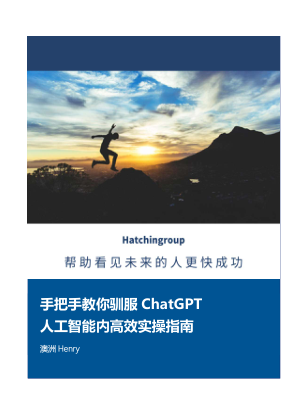 Hatchingroup
帮助看见未来的人更快成功
手把手教你驯服 ChatGPT
人工智能内高效实操指南
澳洲 Henry